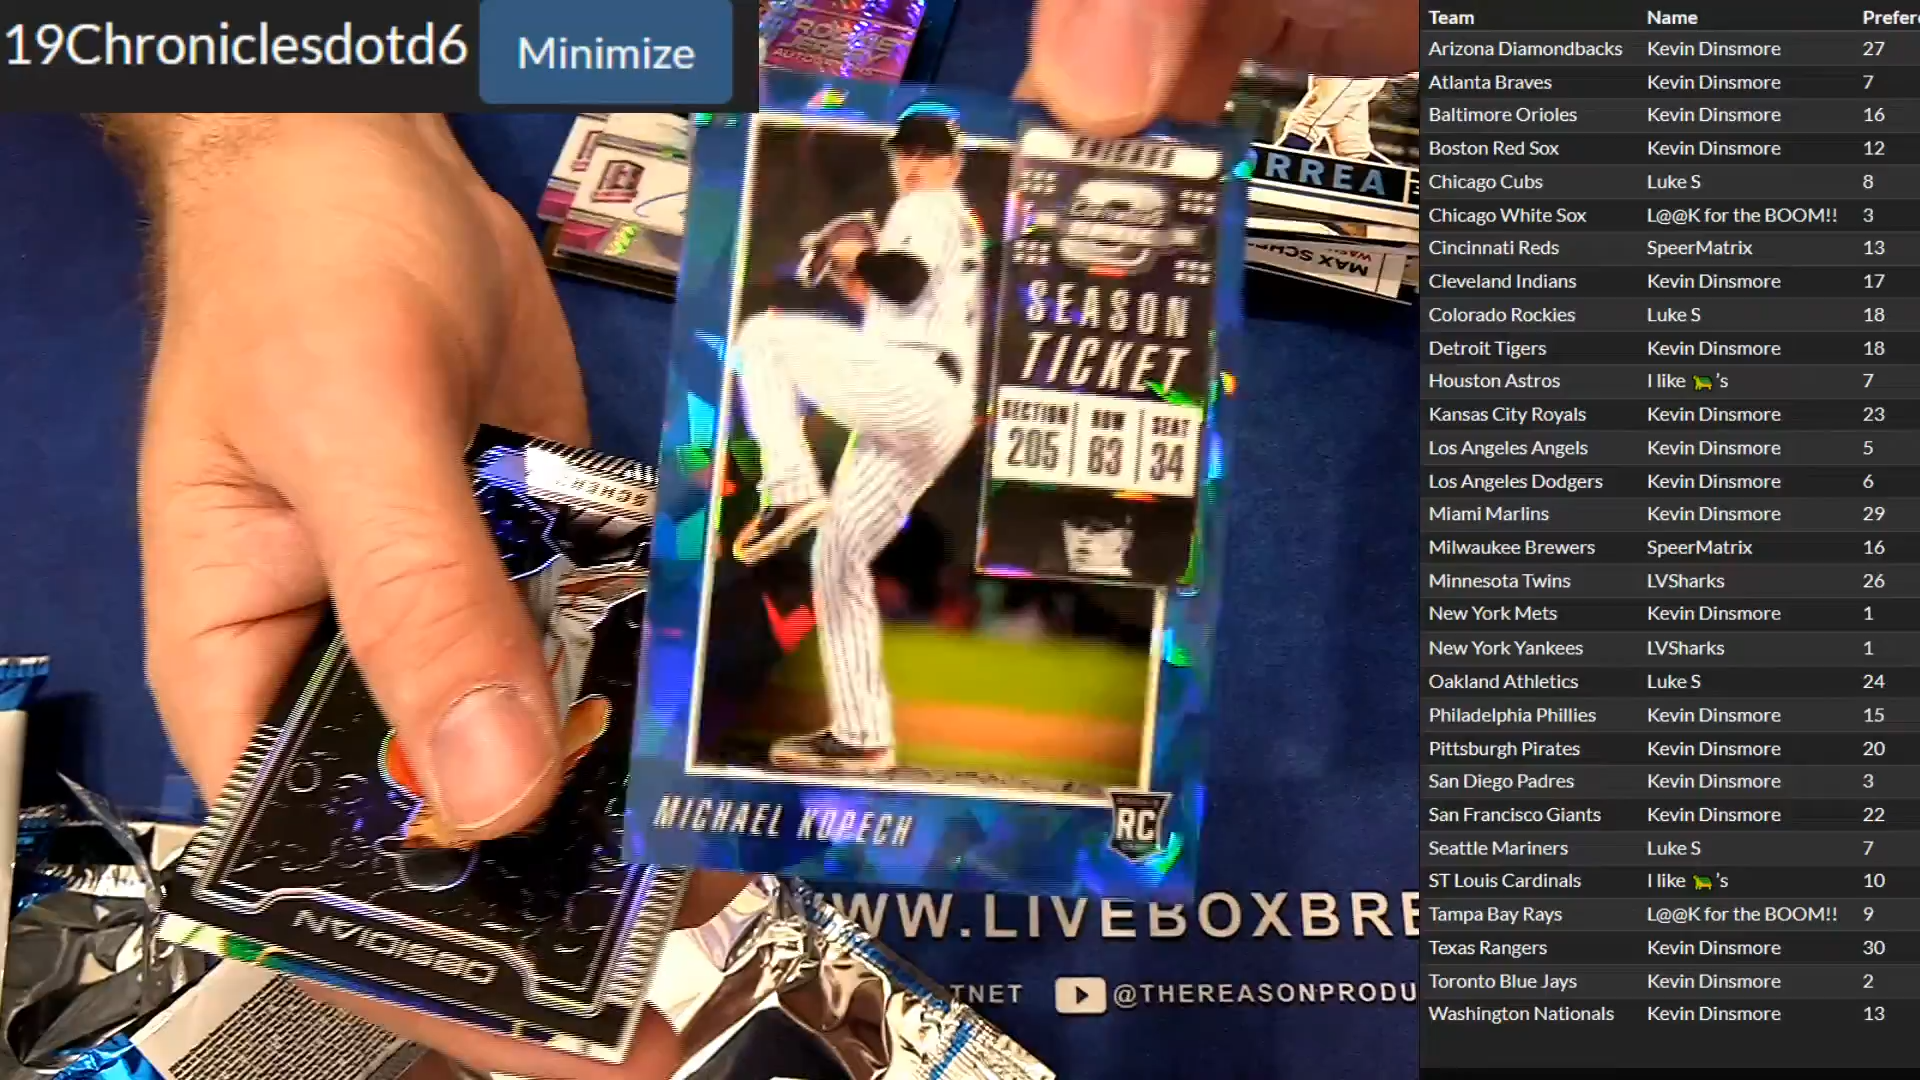 19Chroniclesdotd6
Minimize
AUTOGRAPHS
RREA
MAX SCHE
CHICAGO
SEASON
TICKET
SECTION ROW SEAT
205 63 34
MICHAEL KOPECH
RC
OBSIDIAN
WW.LIVEBOXBRE
TNET @THEREASONPRODU
Team Name Prefere
Arizona Diamondbacks Kevin Dinsmore 27
Atlanta Braves Kevin Dinsmore 7
Baltimore Orioles Kevin Dinsmore 16
Boston Red Sox Kevin Dinsmore 12
Chicago Cubs Luke S 8
Chicago White Sox L@@K for the BOOM!! 3
Cincinnati Reds SpeerMatrix 13
Cleveland Indians Kevin Dinsmore 17
Colorado Rockies Luke S 18
Detroit Tigers Kevin Dinsmore 18
Houston Astros I like 🐢's 7
Kansas City Royals Kevin Dinsmore 23
Los Angeles Angels Kevin Dinsmore 5
Los Angeles Dodgers Kevin Dinsmore 6
Miami Marlins Kevin Dinsmore 29
Milwaukee Brewers SpeerMatrix 16
Minnesota Twins LVSharks 26
New York Mets Kevin Dinsmore 1
New York Yankees LVSharks 1
Oakland Athletics Luke S 24
Philadelphia Phillies Kevin Dinsmore 15
Pittsburgh Pirates Kevin Dinsmore 20
San Diego Padres Kevin Dinsmore 3
San Francisco Giants Kevin Dinsmore 22
Seattle Mariners Luke S 7
ST Louis Cardinals I like 🐢's 10
Tampa Bay Rays L@@K for the BOOM!! 9
Texas Rangers Kevin Dinsmore 30
Toronto Blue Jays Kevin Dinsmore 2
Washington Nationals Kevin Dinsmore 13